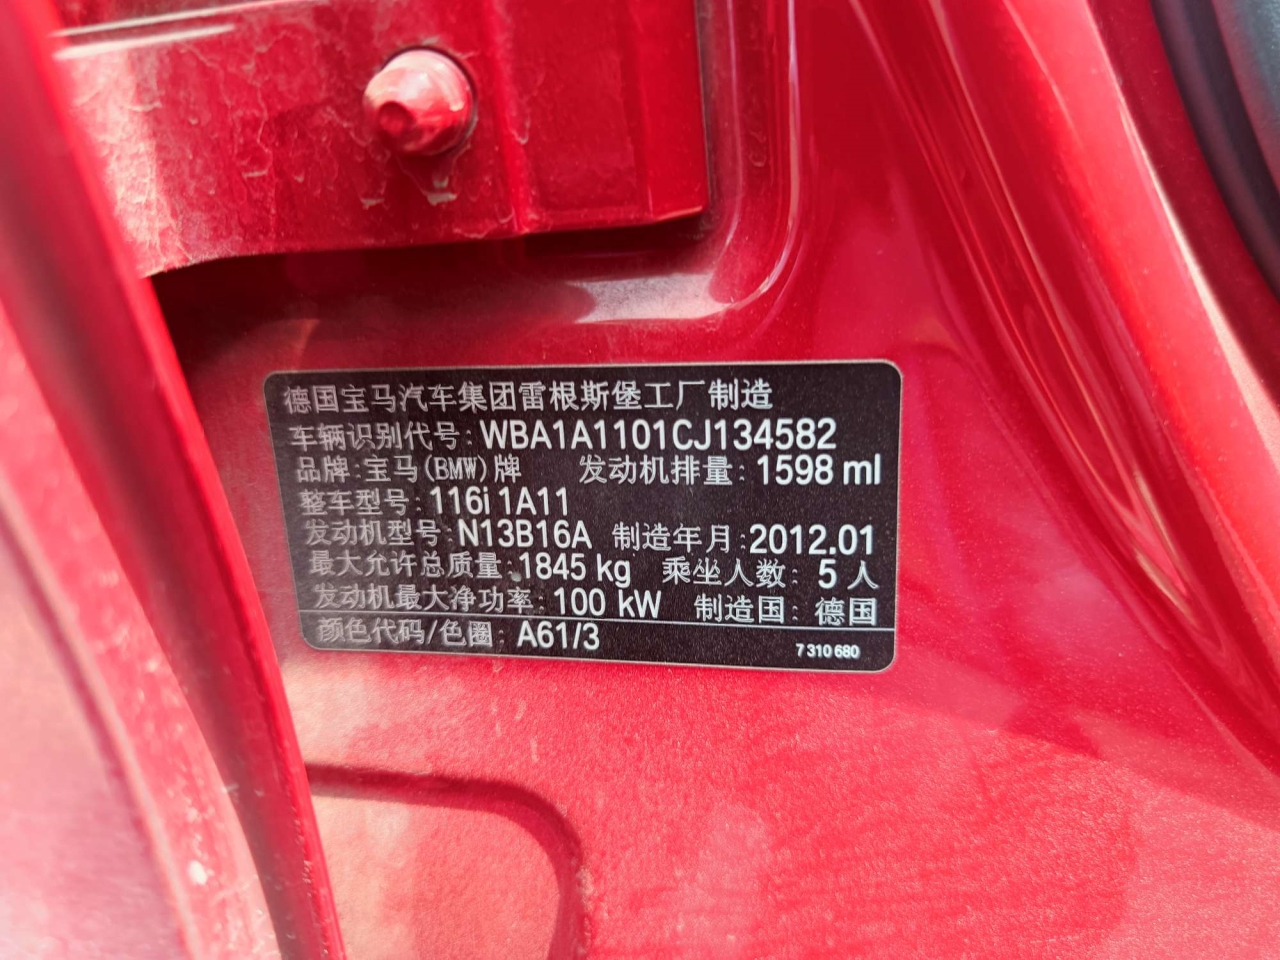 德国宝马汽车集团雷根斯堡工厂制造
车辆识别代号: WBA1A1101CJ134582
品牌: 宝马(BMW)牌 发动机排量: 1598 ml
整车型号: 116i 1A11
发动机型号: N13B16A 制造年月: 2012.01
最大允许总质量: 1845 kg 乘坐人数: 5 人
发动机最大净功率: 100 kW 制造国: 德国
颜色代码/色圈: A61/3
7 310 680